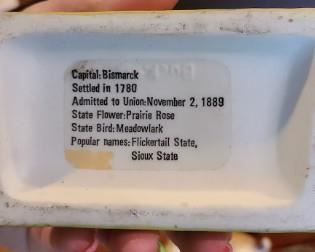 Capital: Bismarck
Settled in 1780
Admitted to Union: November 2, 1889
State Flower: Prairie Rose
State Bird: Meadowlark
Popular names: Flickertail State,
Sioux State